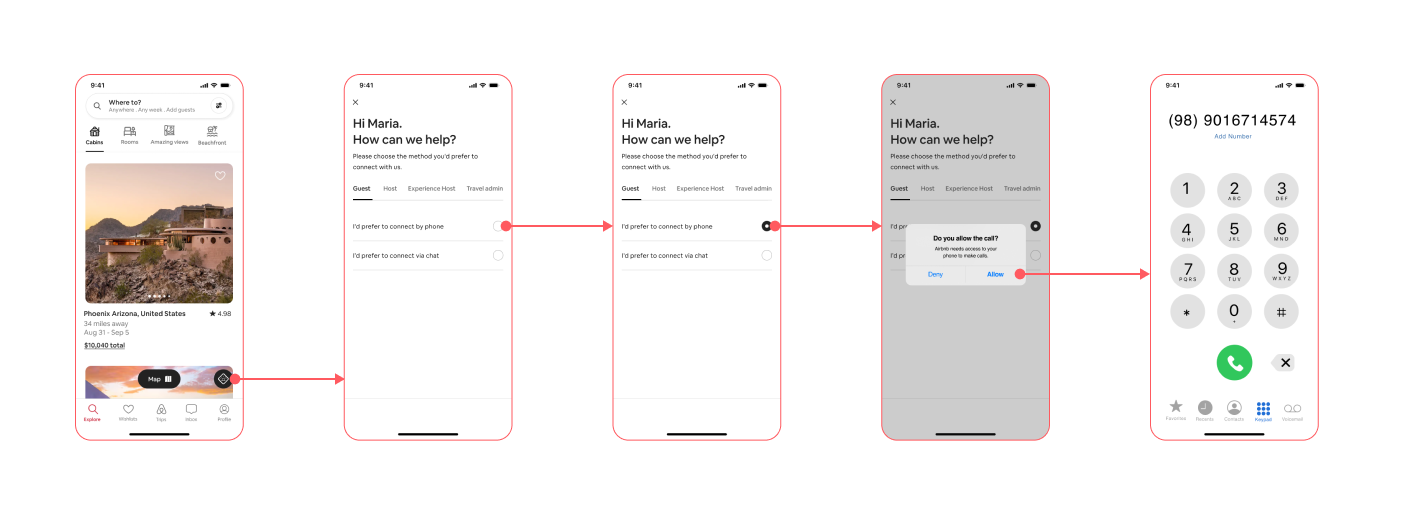 9:41
Where to?
Anywhere . Any week . Add guests
Cabins
Rooms
Amazing views
Beachfront
Phoenix Arizona, United States
4.98
34 miles away
Aug 31 - Sep 5
$10,040 total
Map
Explore
Wishlists
Trips
Inbox
Profile
9:41
Hi Maria.
How can we help?
Please choose the method you'd prefer to
connect with us.
Guest
Host
Experience Host
Travel admin
I'd prefer to connect by phone
I'd prefer to connect via chat
9:41
Hi Maria.
How can we help?
Please choose the method you'd prefer to
connect with us.
Guest
Host
Experience Host
Travel admin
I'd prefer to connect by phone
I'd prefer to connect via chat
9:41
Hi Maria.
How can we help?
Please choose the method you'd prefer to
connect with us.
Guest
Host
Experience Host
Travel admin
I'd pr
I'd pr
Do you allow the call?
Airbnb needs access to your
phone to make calls.
Deny
Allow
9:41
(98) 9016714574
Add Number
1
2
ABC
3
DEF
4
GHI
5
JKL
6
MNO
7
PQRS
8
TUV
9
WXYZ
*
0
+
#
Favorites
Recents
Contacts
Keypad
Voicemail